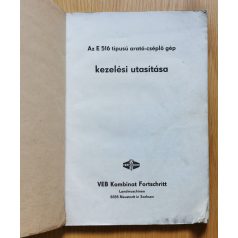 Az E 516 típusú arató-cséplő gép
kezelési utasítása
VEB Kombinat Fortschritt
Landmaschinen
8355 Neustadt in Sachsen